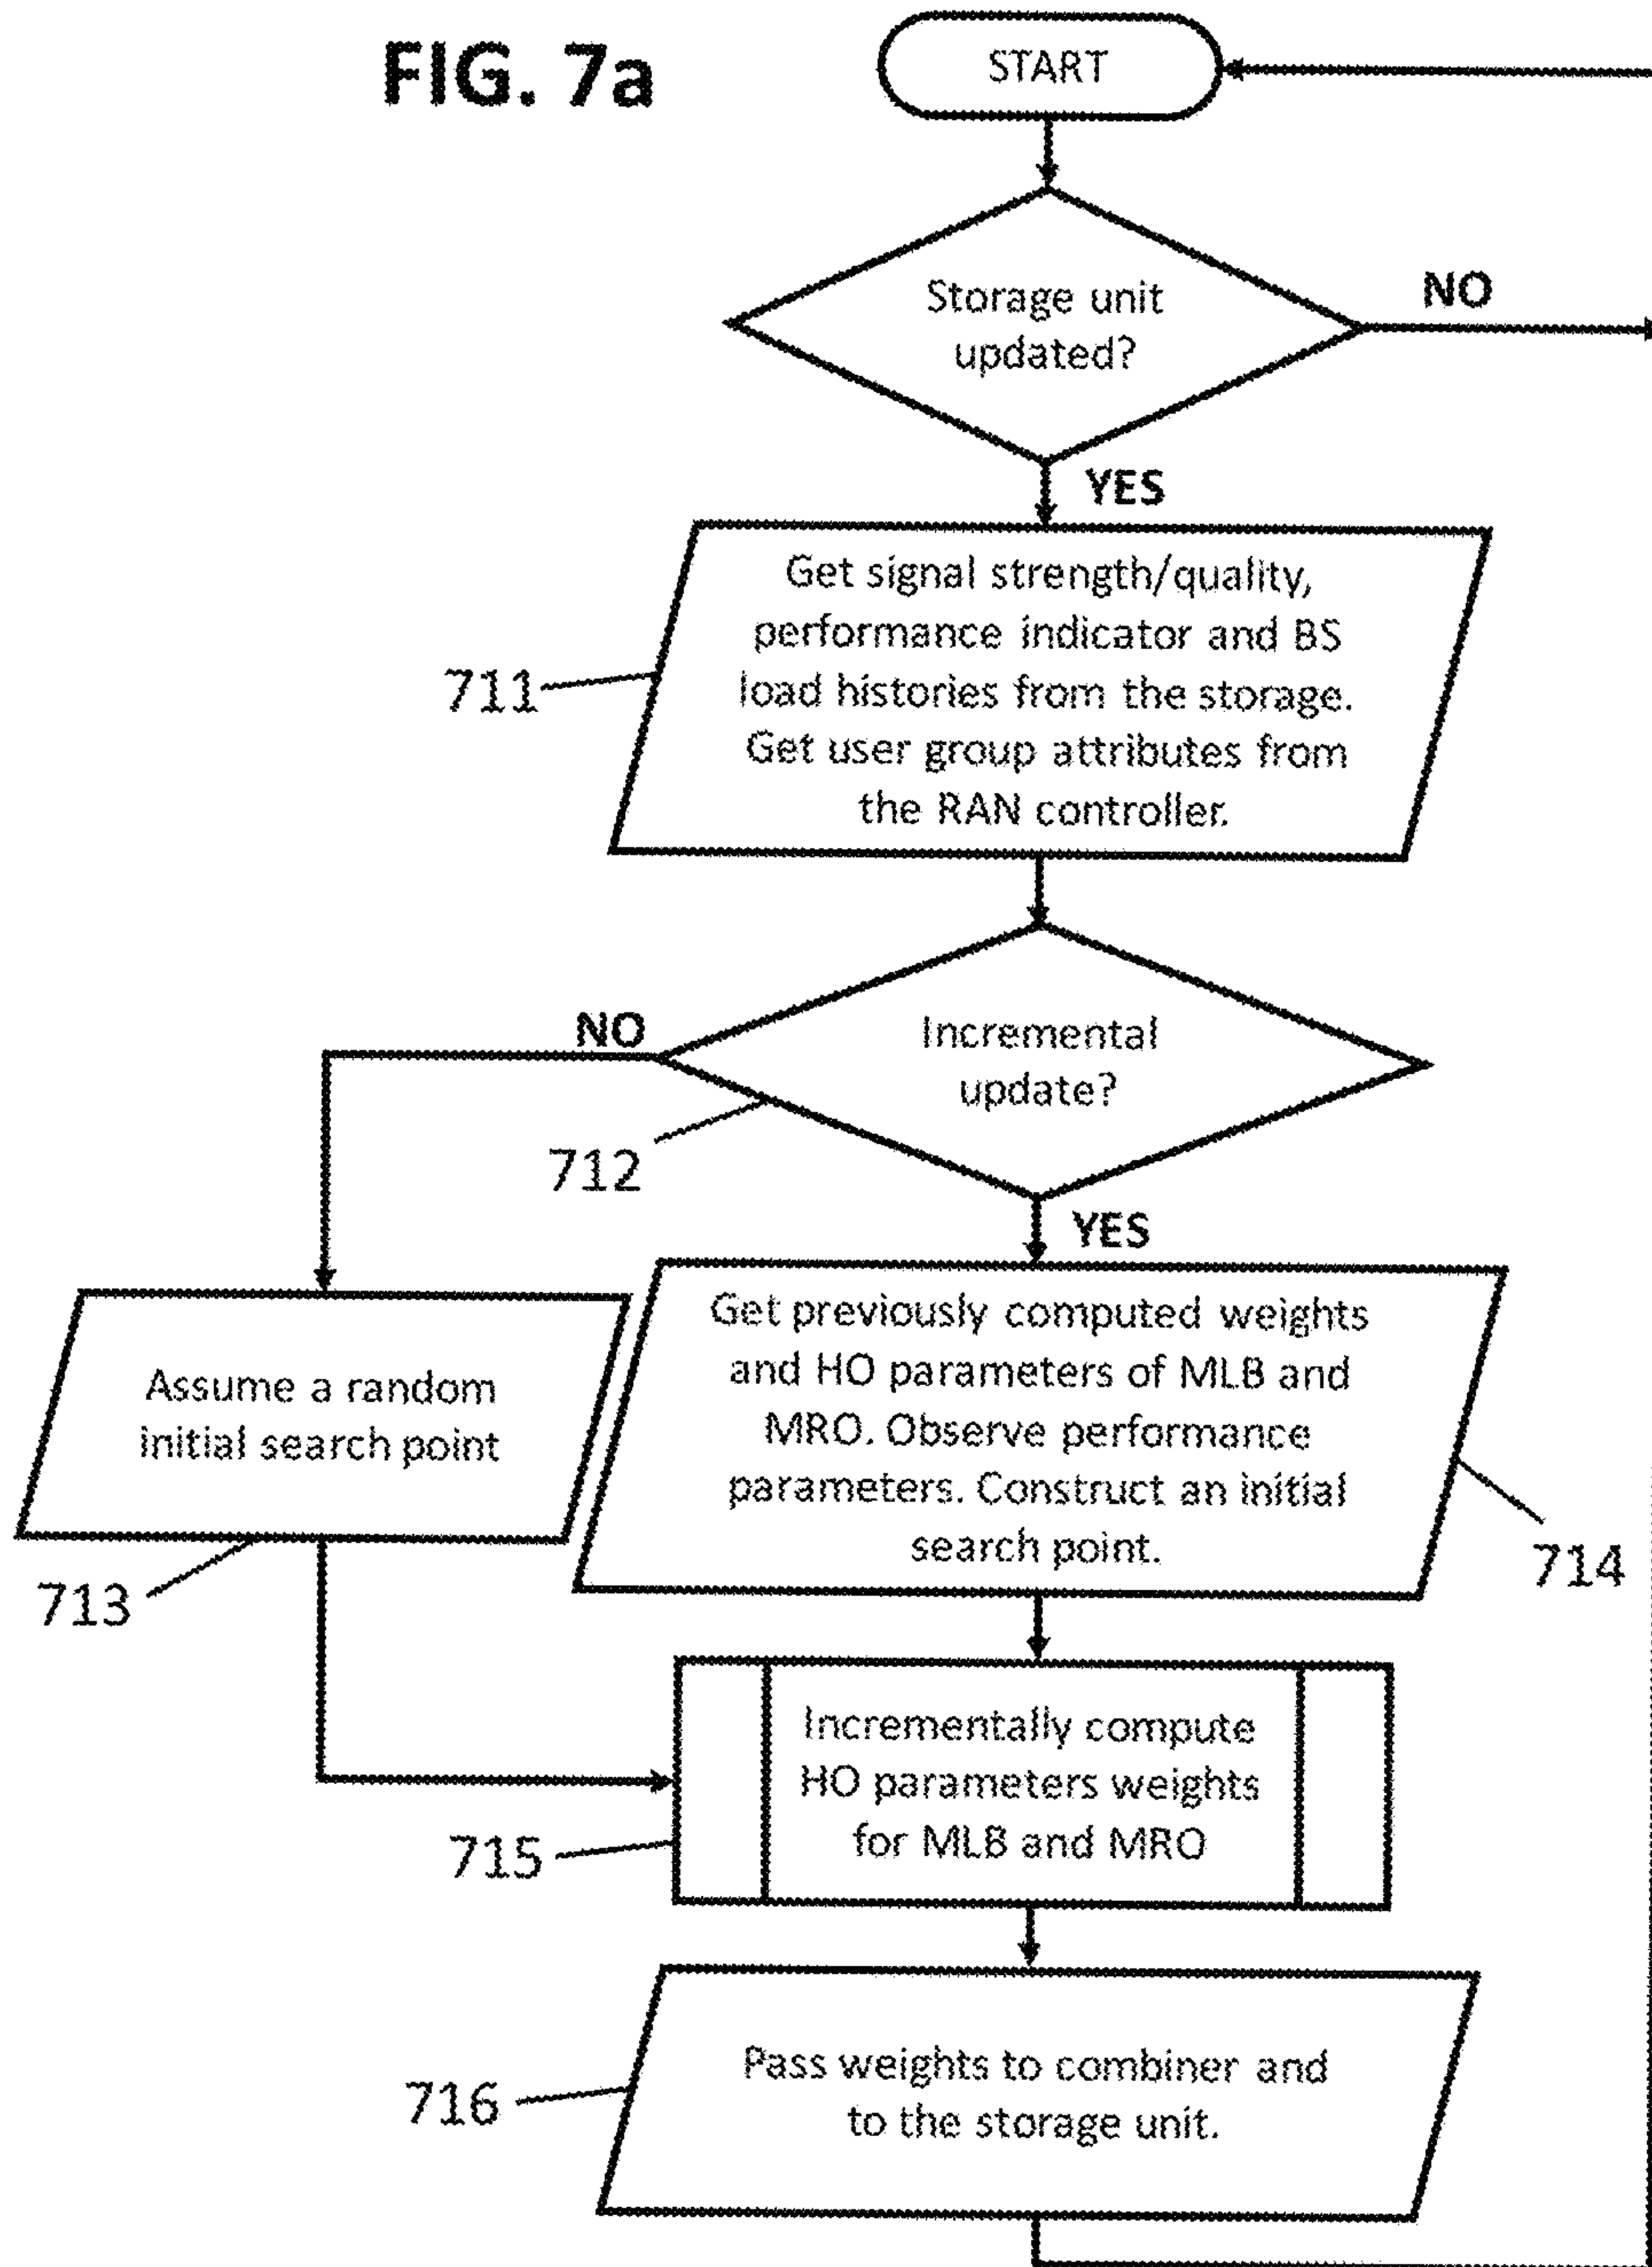 FIG. 7a
START
Storage unit
updated?
NO
YES
Get signal strength/quality,
performance indicator and BS
load histories from the storage.
Get user group attributes from
the RAN controller.
711
Incremental
update?
NO
712
YES
Assume a random
initial search point
713
Get previously computed weights
and HO parameters of MLB and
MRO. Observe performance
parameters. Construct an initial
search point.
714
Incrementally compute
HO parameters weights
for MLB and MRO
715
Pass weights to combiner and
to the storage unit.
716